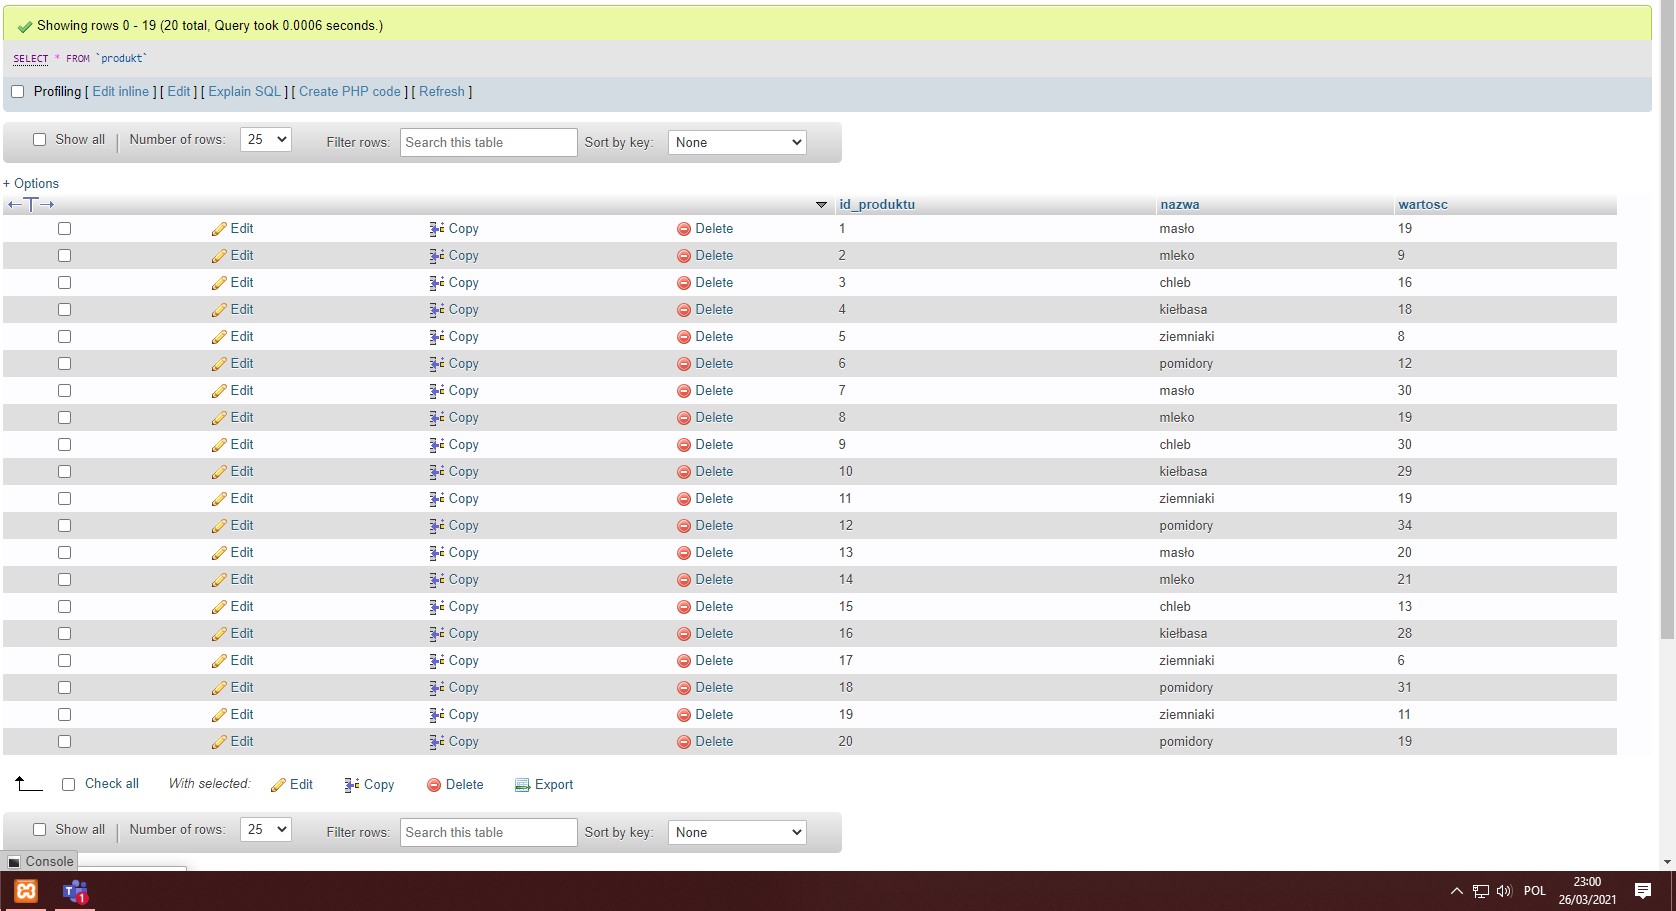 Showing rows 0 - 19 (20 total, Query took 0.0006 seconds.)
SELECT * FROM `produkt`
Profiling [ Edit inline ] [ Edit ] [ Explain SQL ] [ Create PHP code ] [ Refresh ]
Show all | Number of rows: 25 Filter rows: Search this table Sort by key: None
+ Options
←T→ id_produktu nazwa wartosc
Edit Copy Delete 1 masło 19
Edit Copy Delete 2 mleko 9
Edit Copy Delete 3 chleb 16
Edit Copy Delete 4 kiełbasa 18
Edit Copy Delete 5 ziemniaki 8
Edit Copy Delete 6 pomidory 12
Edit Copy Delete 7 masło 30
Edit Copy Delete 8 mleko 19
Edit Copy Delete 9 chleb 30
Edit Copy Delete 10 kiełbasa 29
Edit Copy Delete 11 ziemniaki 19
Edit Copy Delete 12 pomidory 34
Edit Copy Delete 13 masło 20
Edit Copy Delete 14 mleko 21
Edit Copy Delete 15 chleb 13
Edit Copy Delete 16 kiełbasa 28
Edit Copy Delete 17 ziemniaki 6
Edit Copy Delete 18 pomidory 31
Edit Copy Delete 19 ziemniaki 11
Edit Copy Delete 20 pomidory 19
Check all With selected: Edit Copy Delete Export
Show all | Number of rows: 25 Filter rows: Search this table Sort by key: None
Console
T 1 POL 23:00
26/03/2021